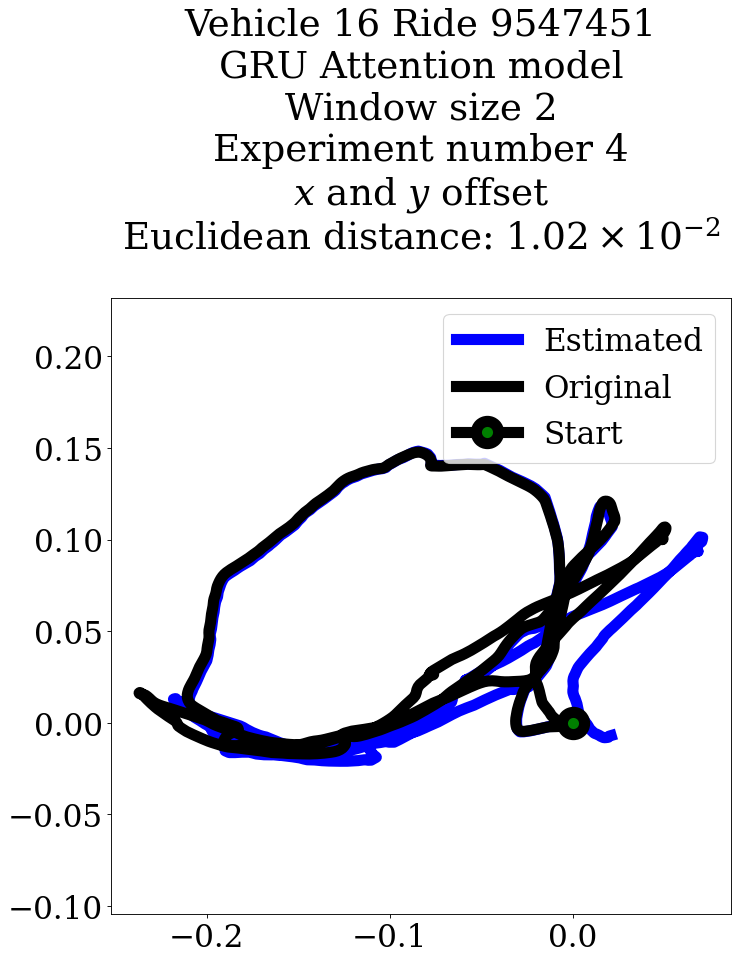 Vehicle 16 Ride 9547451
GRU Attention model
Window size 2
Experiment number 4
x and y offset
Euclidean distance: 1.02 × 10⁻²
Estimated
Original
Start
0.20
0.15
0.10
0.05
0.00
−0.05
−0.10
−0.2
−0.1
0.0